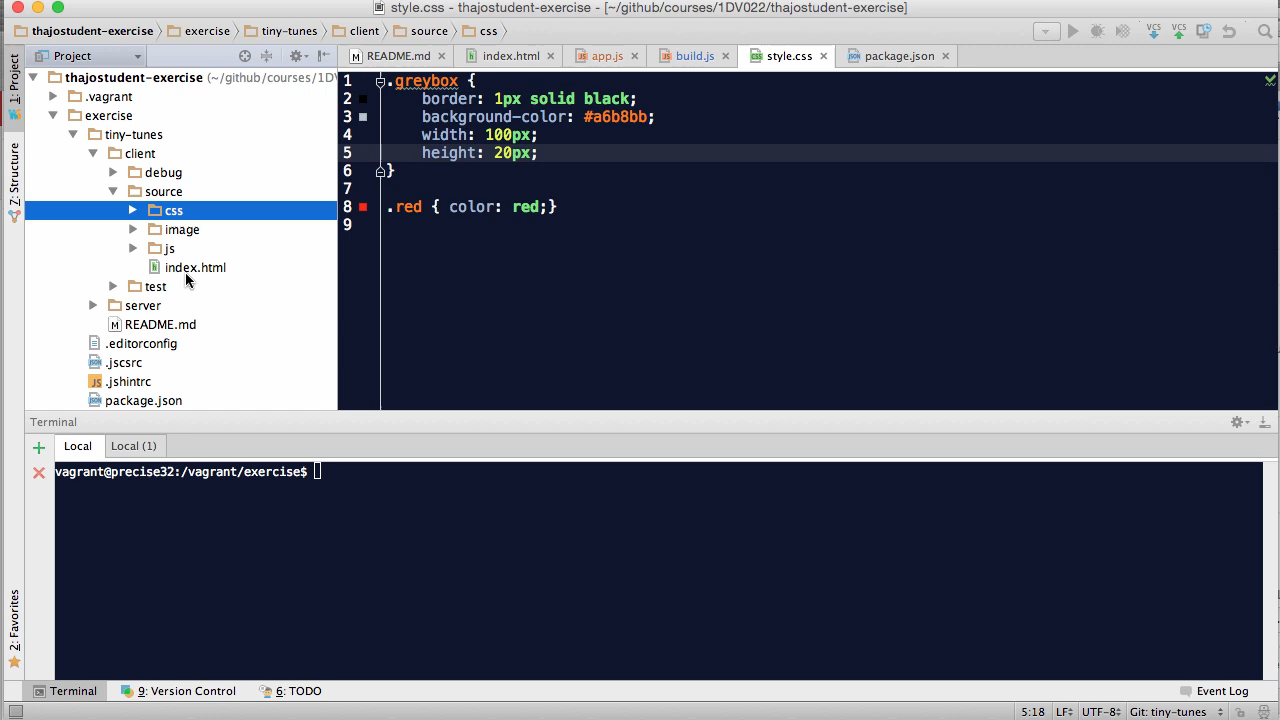 style.css - thajostudent-exercise - [~/github/courses/1DV022/thajostudent-exercise]
thajostudent-exercise exercise tiny-tunes client source css
Project
README.md index.html app.js build.js style.css package.json
1: Project
Z: Structure
2: Favorites
thajostudent-exercise (~/github/courses/1DV
.vagrant
exercise
tiny-tunes
client
debug
source
css
image
js
index.html
test
server
README.md
.editorconfig
.jscsrc
.jshintrc
package.json
1 .greybox {
2 border: 1px solid black;
3 background-color: #a6b8bb;
4 width: 100px;
5 height: 20px;
6 }
7
8 .red { color: red;}
9
VCS VCS
Terminal
Local Local (1)
vagrant@precise32:/vagrant/exercise$
Terminal 9: Version Control 6: TODO Event Log
5:18 LF UTF-8 Git: tiny-tunes